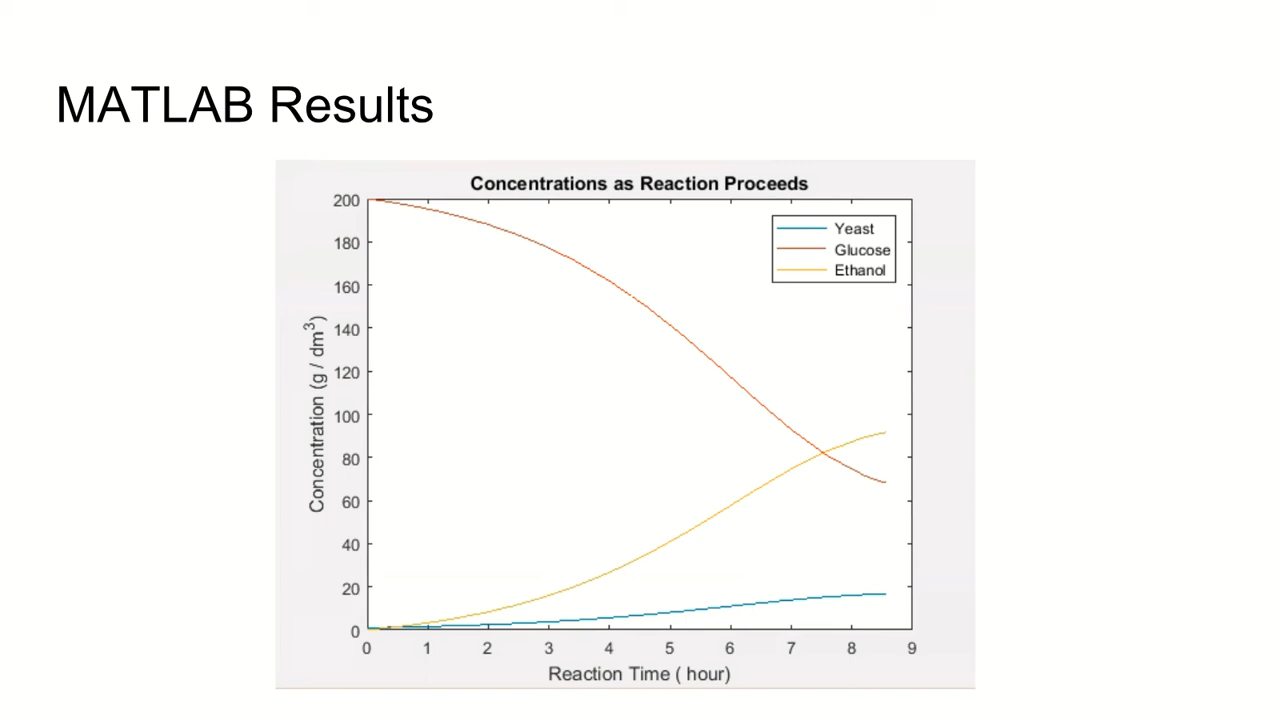 MATLAB Results
Concentrations as Reaction Proceeds
Yeast
Glucose
Ethanol
Concentration (g / dm³)
200
180
160
140
120
100
80
60
40
20
0
0 1 2 3 4 5 6 7 8 9
Reaction Time ( hour)